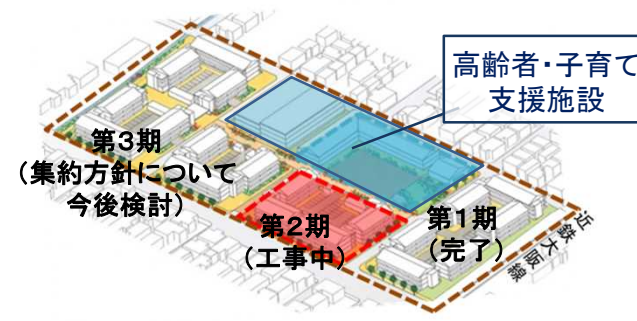 高齢者・子育て
支援施設
第3期
（集約方針について
今後検討）
第2期
（工事中）
第1期
（完了）
近鉄大阪線